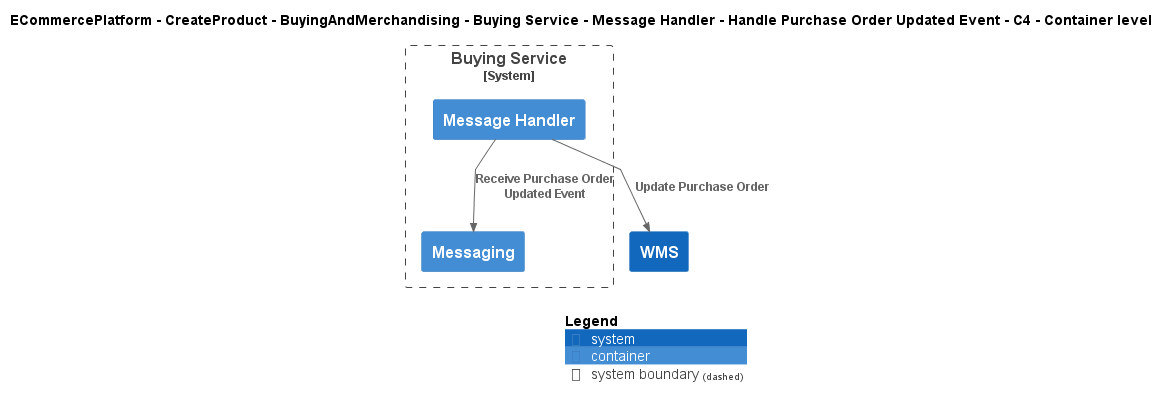 ECommercePlatform - CreateProduct - BuyingAndMerchandising - Buying Service - Message Handler - Handle Purchase Order Updated Event - C4 - Container level
Buying Service
[System]
Message Handler
Receive Purchase Order
Updated Event
Update Purchase Order
Messaging
WMS
Legend
system
container
system boundary (dashed)